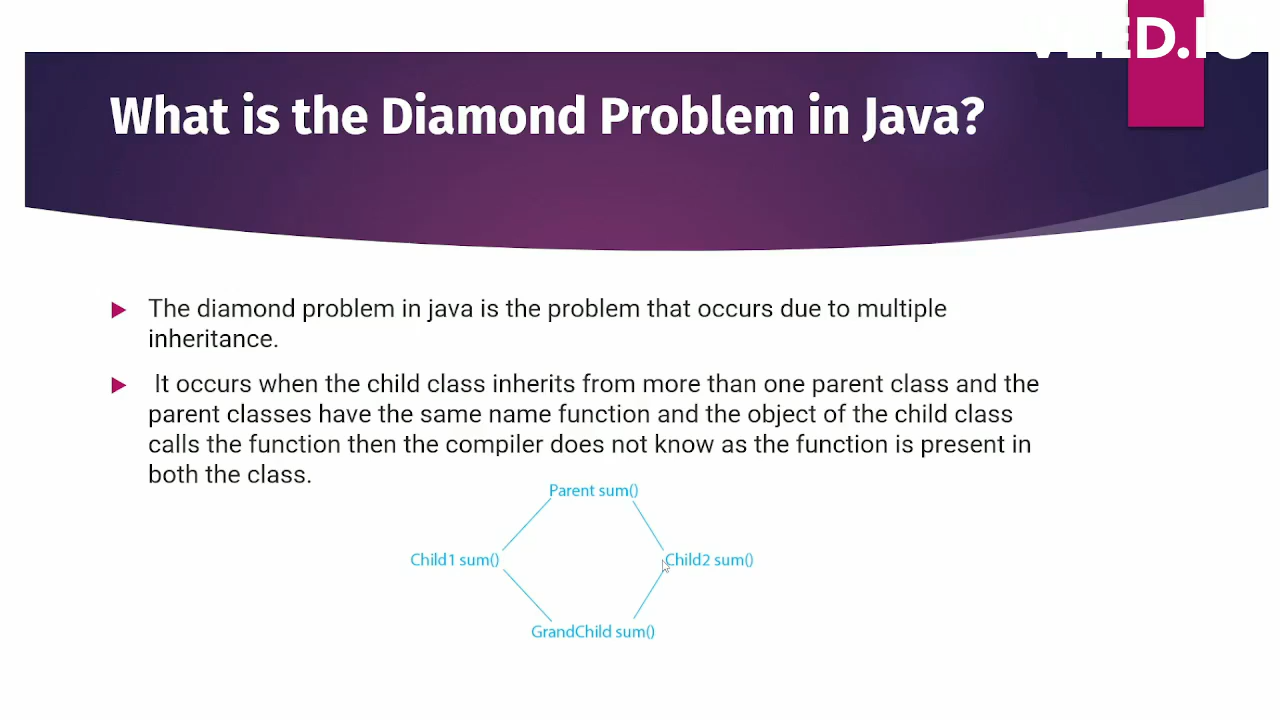 What is the Diamond Problem in Java?
The diamond problem in java is the problem that occurs due to multiple
inheritance.
It occurs when the child class inherits from more than one parent class and the
parent classes have the same name function and the object of the child class
calls the function then the compiler does not know as the function is present in
both the class.
Parent sum()
Child1 sum()
Child2 sum()
GrandChild sum()